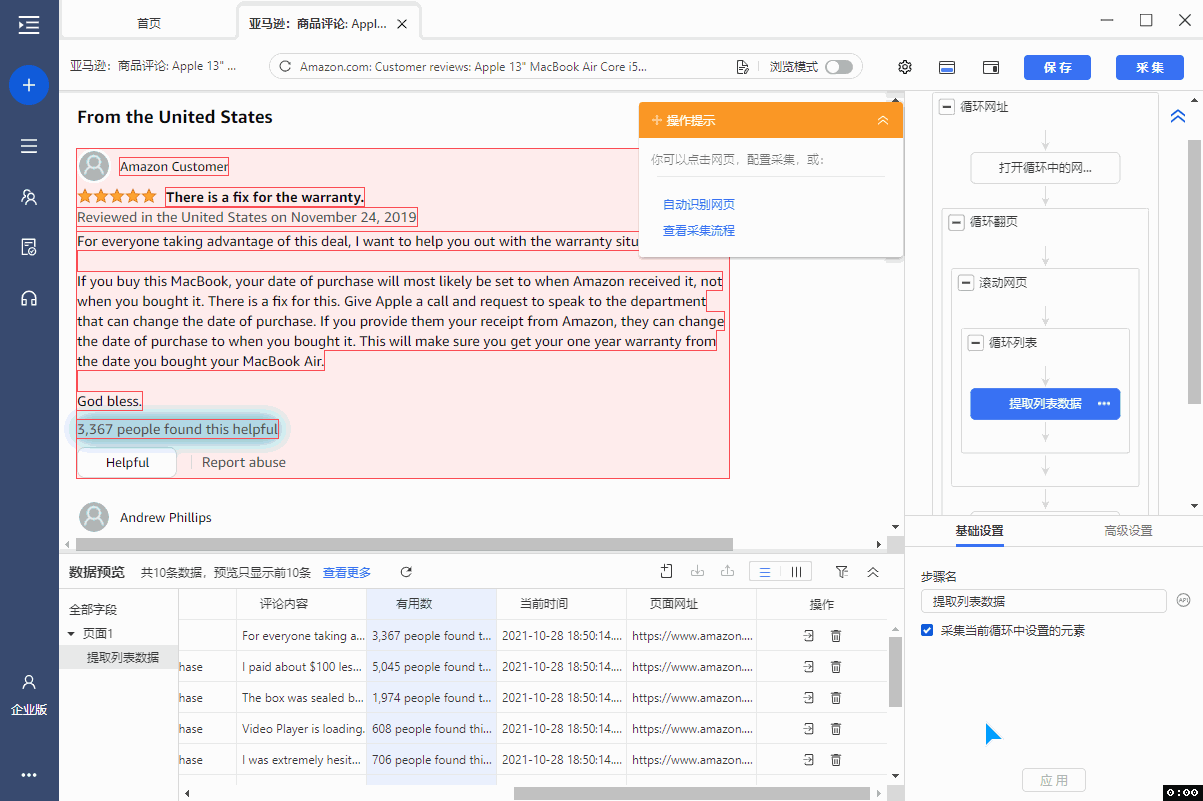 首页
亚马逊：商品评论: Appl...
亚马逊：商品评论: Apple 13" ...
Amazon.com: Customer reviews: Apple 13" MacBook Air Core i5...
浏览模式
保存
采集
From the United States
Amazon Customer
There is a fix for the warranty.
Reviewed in the United States on November 24, 2019
For everyone taking advantage of this deal, I want to help you out with the warranty situ
If you buy this MacBook, your date of purchase will most likely be set to when Amazon received it, not
when you bought it. There is a fix for this. Give Apple a call and request to speak to the department
that can change the date of purchase. If you provide them your receipt from Amazon, they can change
the date of purchase to when you bought it. This will make sure you get your one year warranty from
the date you bought your MacBook Air.
God bless.
3,367 people found this helpful
Helpful
Report abuse
Andrew Phillips
操作提示
你可以点击网页，配置采集，或：
自动识别网页
查看采集流程
循环网址
打开循环中的网...
循环翻页
滚动网页
循环列表
提取列表数据 ...
基础设置
高级设置
步骤名
提取列表数据
API
采集当前循环中设置的元素
应用
数据预览
共10条数据，预览只显示前10条
查看更多
全部字段
页面1
提取列表数据
评论内容 有用数 当前时间 页面网址 操作
For everyone taking a... 3,367 people found t... 2021-10-28 18:50:14.... https://www.amazon....
hase I paid about $100 les... 5,045 people found t... 2021-10-28 18:50:14.... https://www.amazon....
hase The box was sealed b... 1,974 people found t... 2021-10-28 18:50:14.... https://www.amazon....
hase Video Player is loading. 608 people found thi... 2021-10-28 18:50:14.... https://www.amazon....
hase I was extremely hesit... 706 people found thi... 2021-10-28 18:50:14.... https://www.amazon....
企业版
0:00